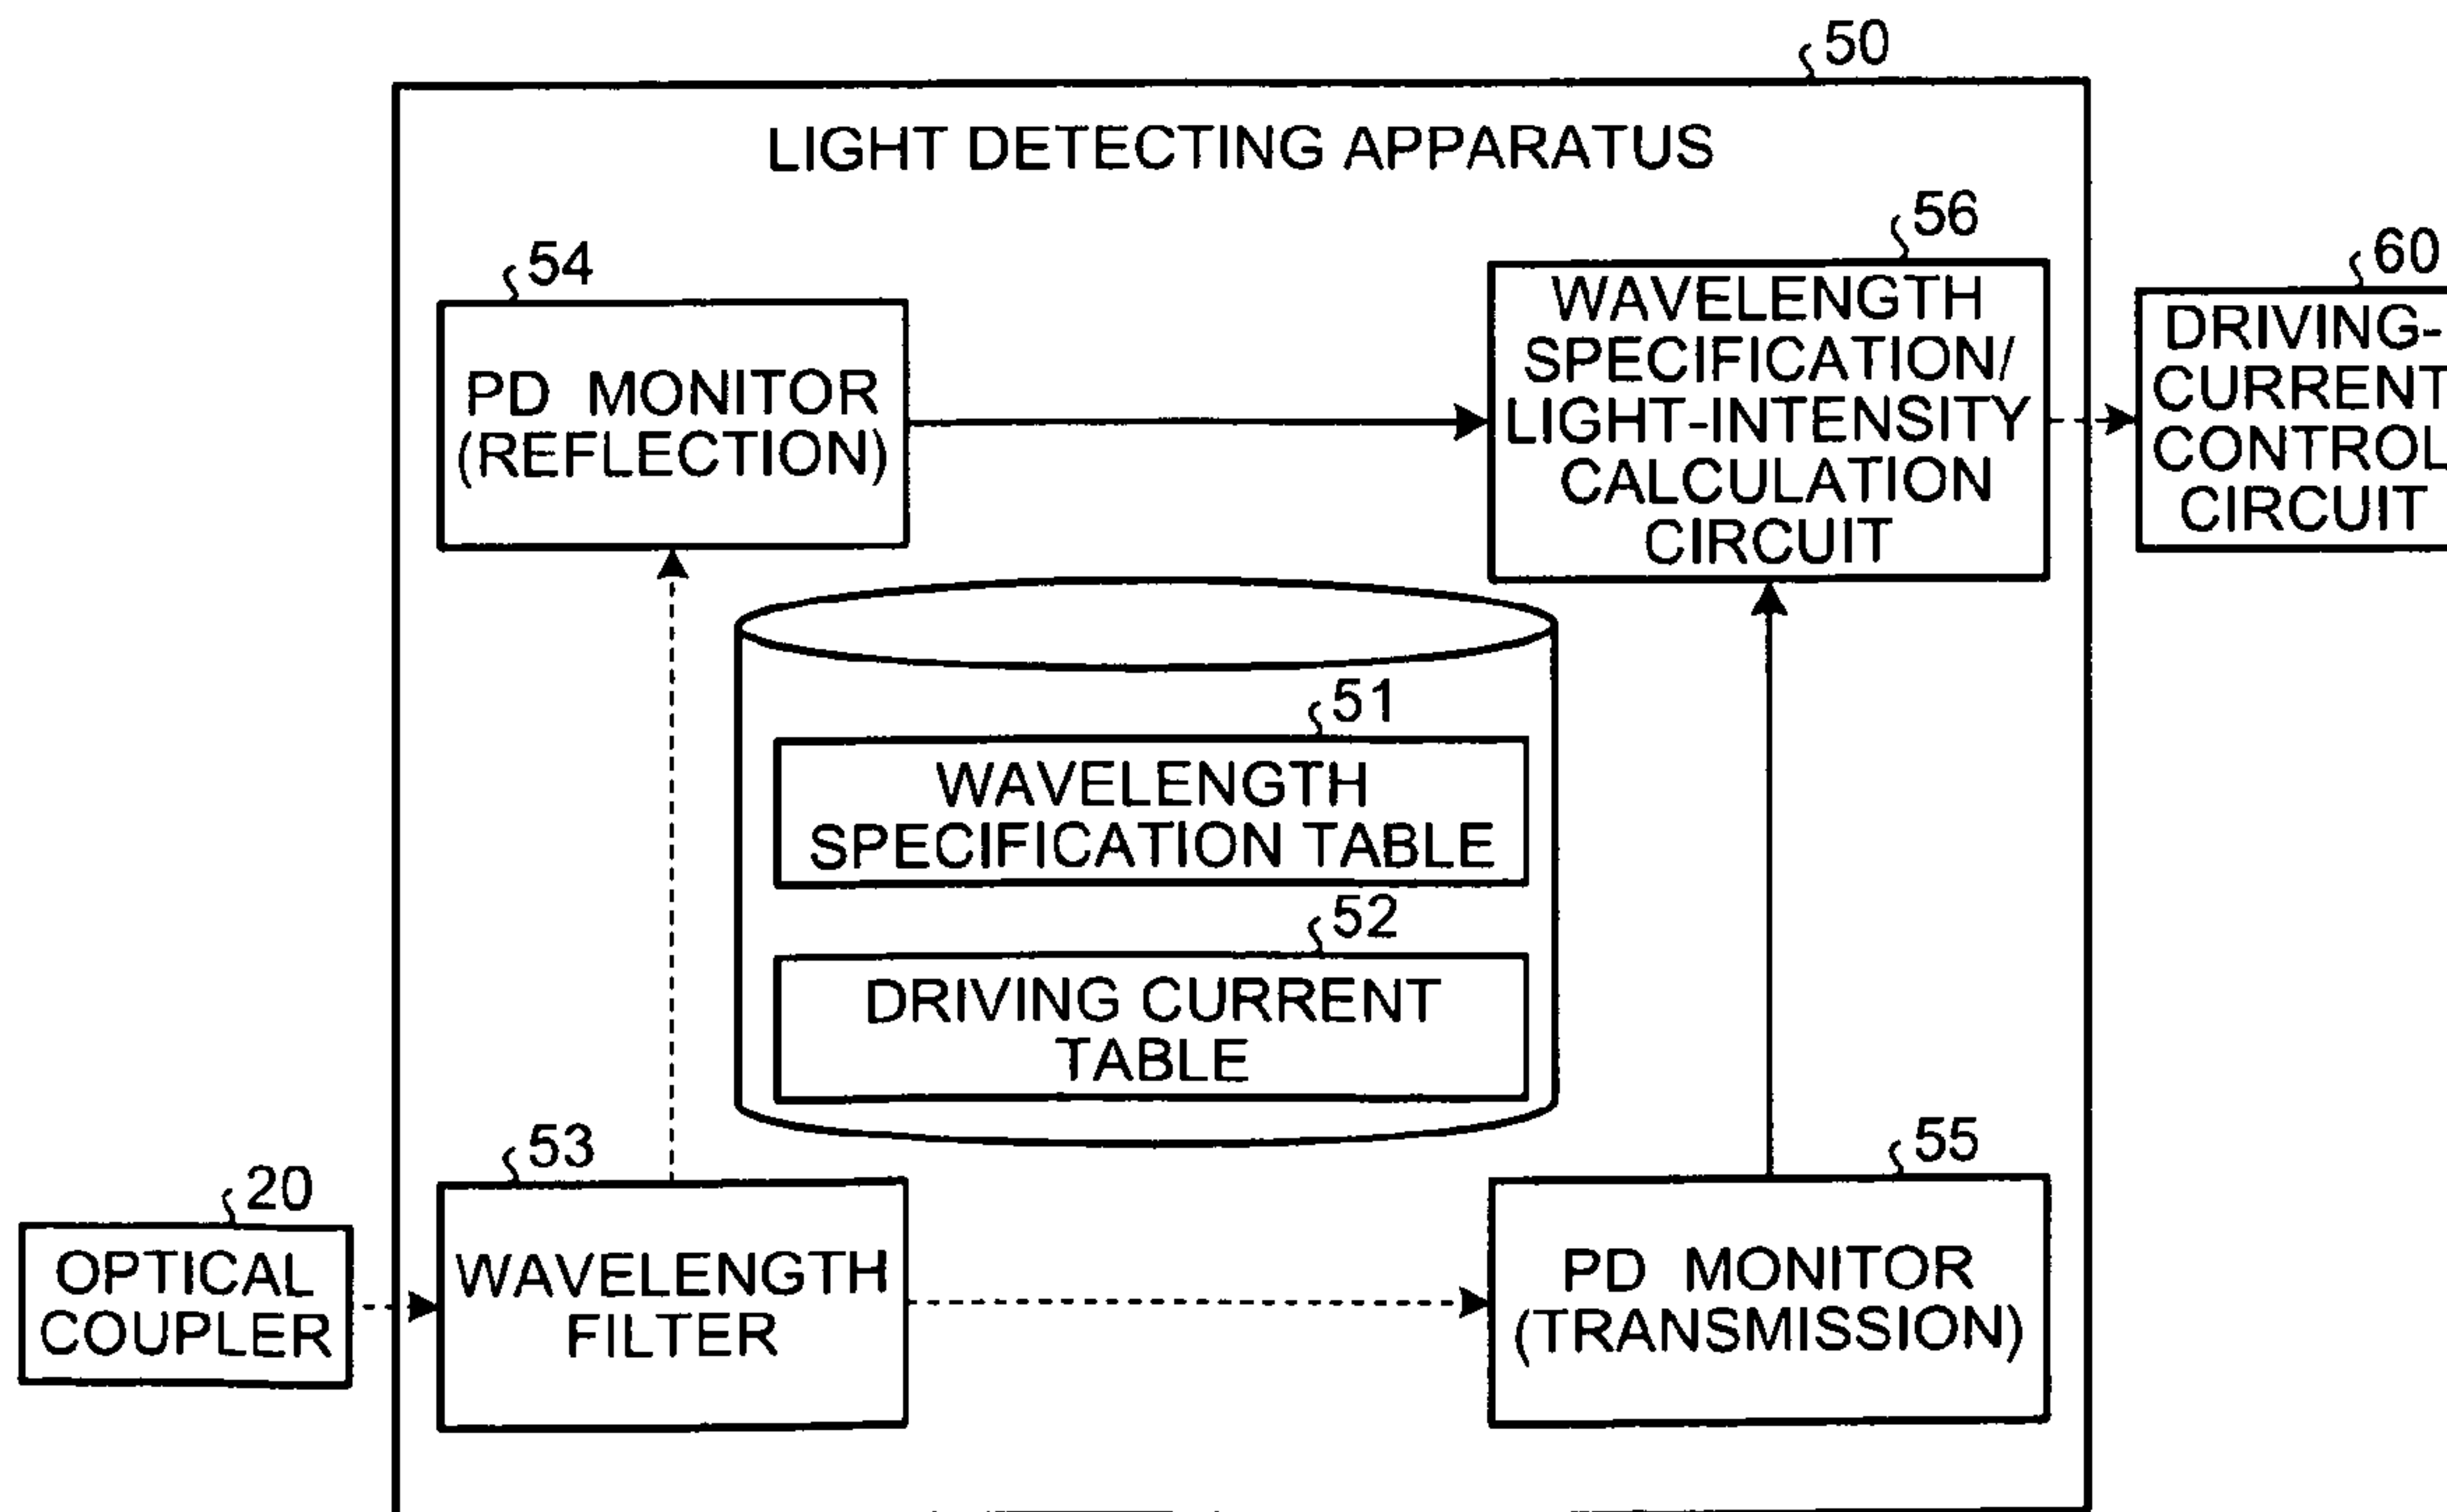 50
LIGHT DETECTING APPARATUS
54
PD MONITOR
(REFLECTION)
56
WAVELENGTH
SPECIFICATION/
LIGHT-INTENSITY
CALCULATION
CIRCUIT
60
DRIVING-
CURRENT
CONTROL
CIRCUIT
51
WAVELENGTH
SPECIFICATION TABLE
52
DRIVING CURRENT
TABLE
20
OPTICAL
COUPLER
53
WAVELENGTH
FILTER
55
PD MONITOR
(TRANSMISSION)